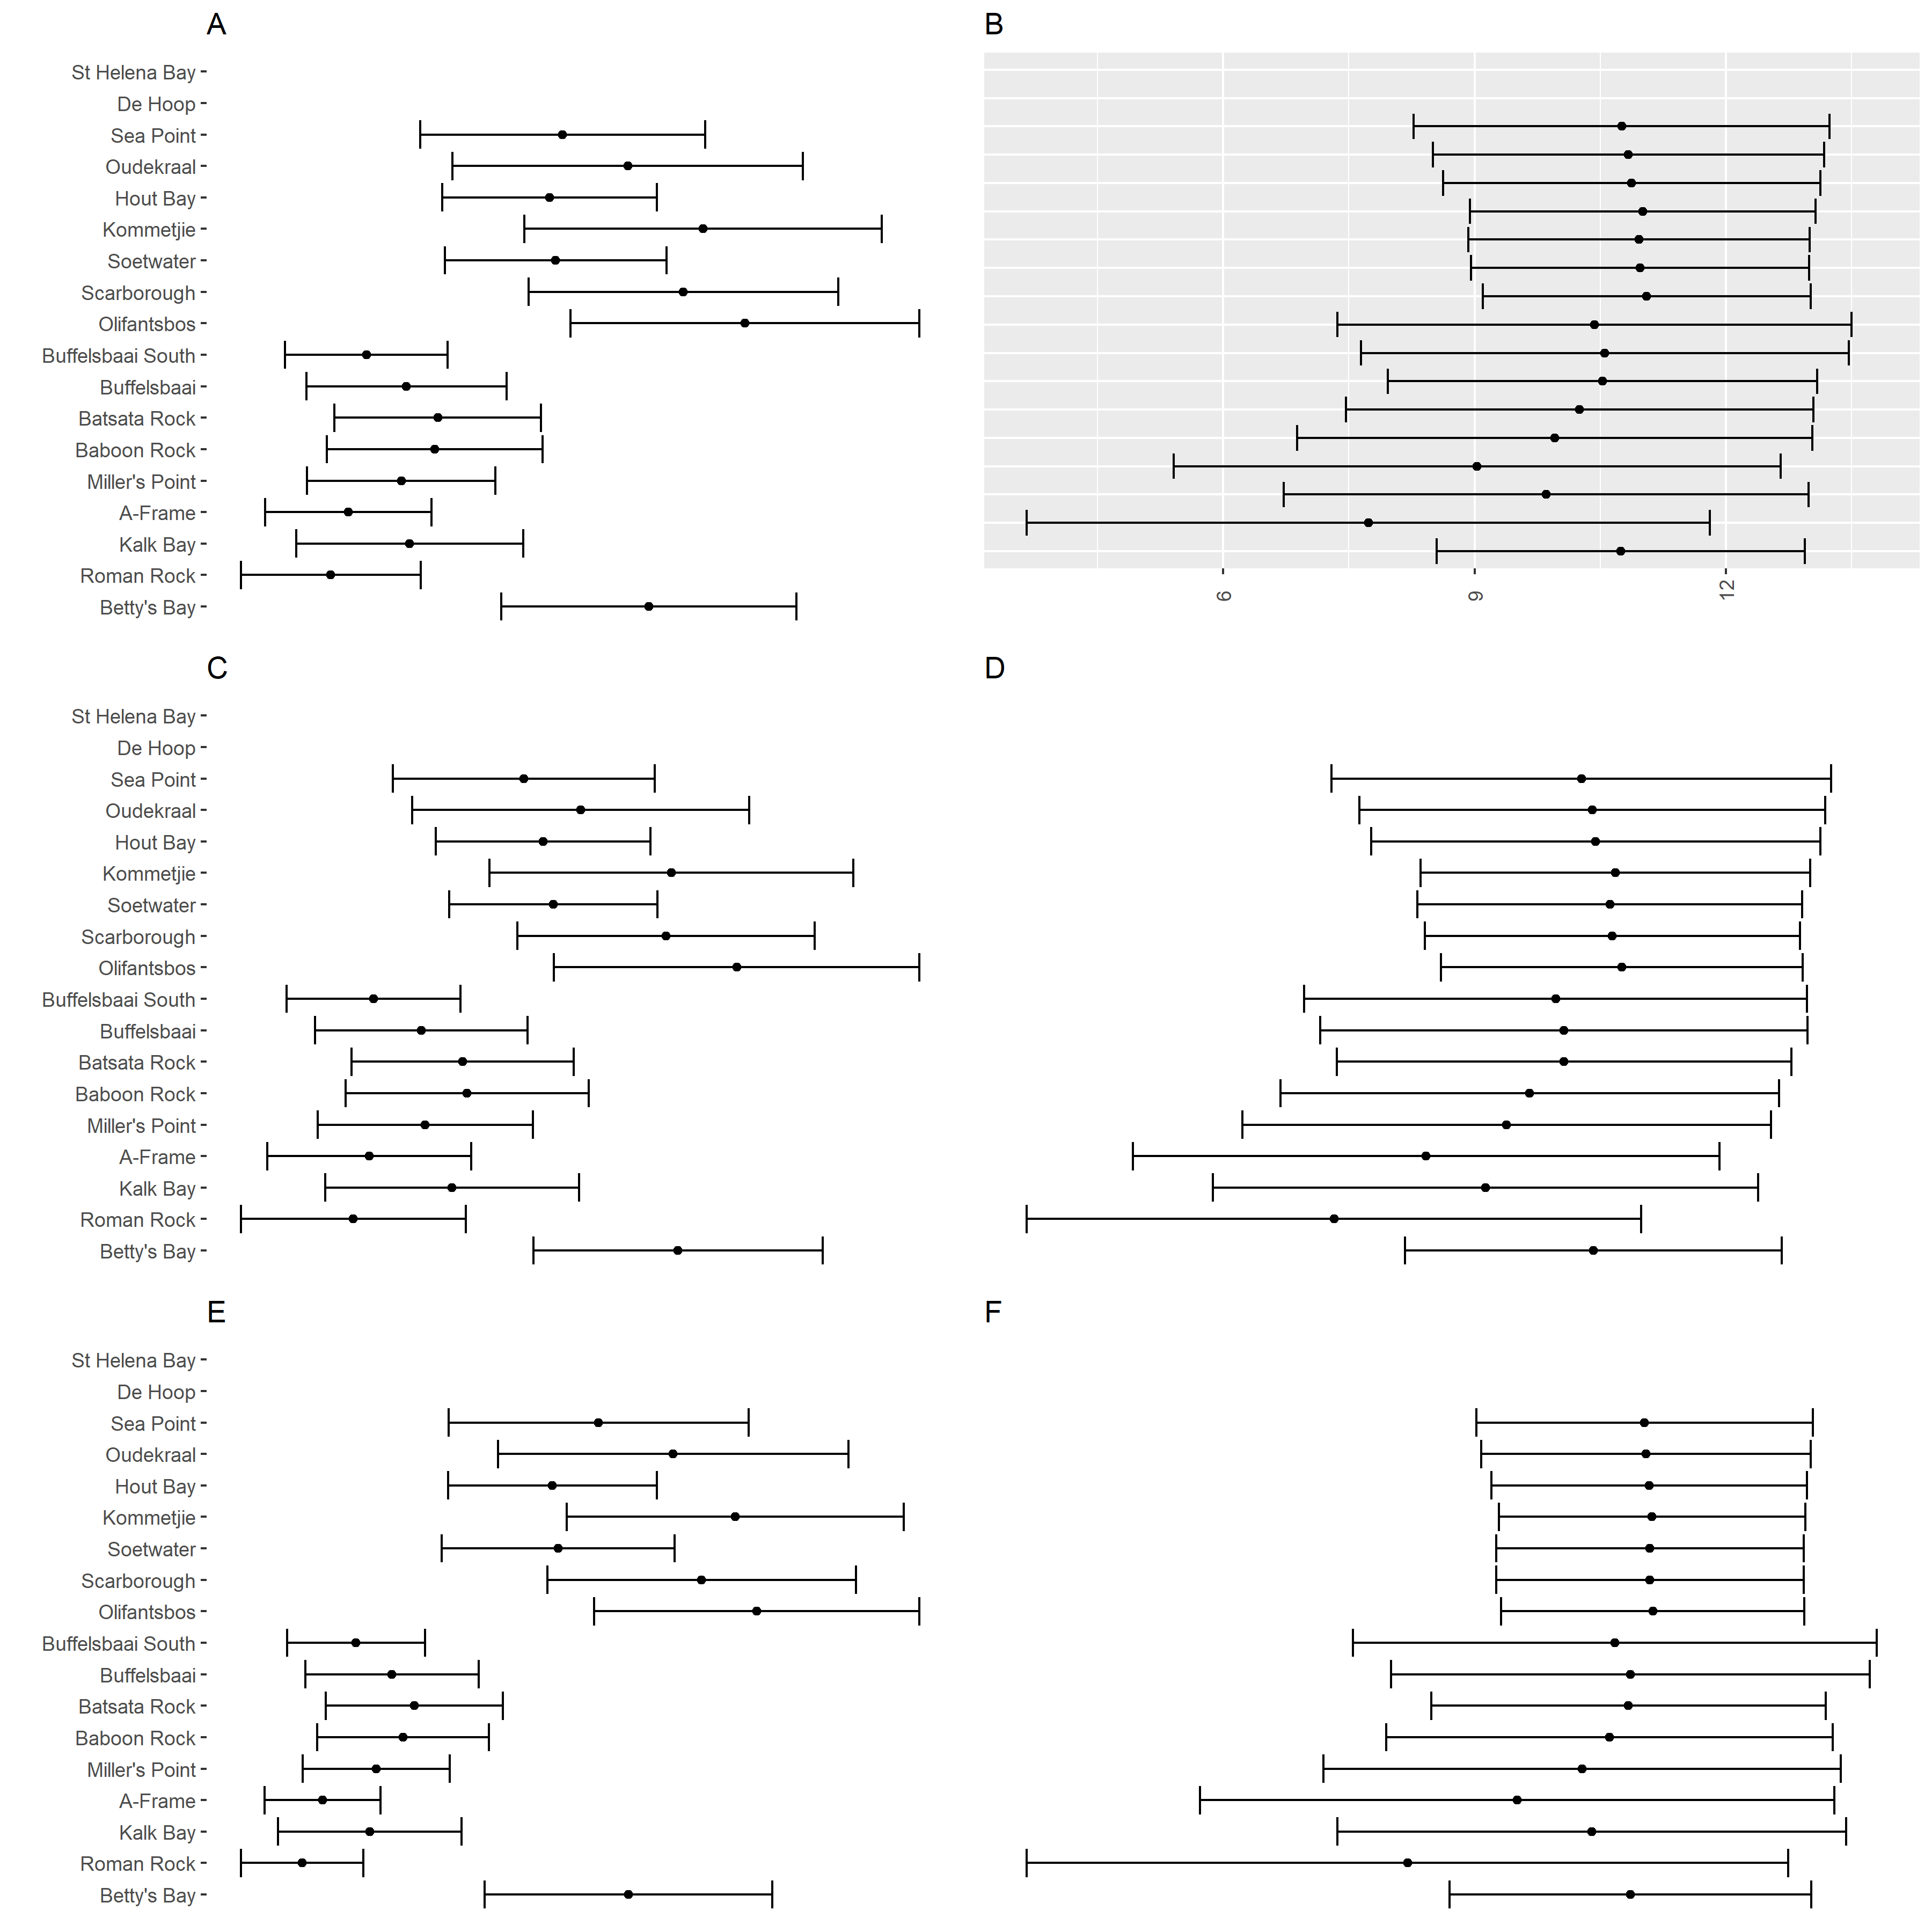 A
B
St Helena Bay
De Hoop
Sea Point
Oudekraal
Hout Bay
Kommetjie
Soetwater
Scarborough
Olifantsbos
Buffelsbaai South
Buffelsbaai
Batsata Rock
Baboon Rock
Miller's Point
A-Frame
Kalk Bay
Roman Rock
Betty's Bay
6
9
12
C
D
St Helena Bay
De Hoop
Sea Point
Oudekraal
Hout Bay
Kommetjie
Soetwater
Scarborough
Olifantsbos
Buffelsbaai South
Buffelsbaai
Batsata Rock
Baboon Rock
Miller's Point
A-Frame
Kalk Bay
Roman Rock
Betty's Bay
E
F
St Helena Bay
De Hoop
Sea Point
Oudekraal
Hout Bay
Kommetjie
Soetwater
Scarborough
Olifantsbos
Buffelsbaai South
Buffelsbaai
Batsata Rock
Baboon Rock
Miller's Point
A-Frame
Kalk Bay
Roman Rock
Betty's Bay